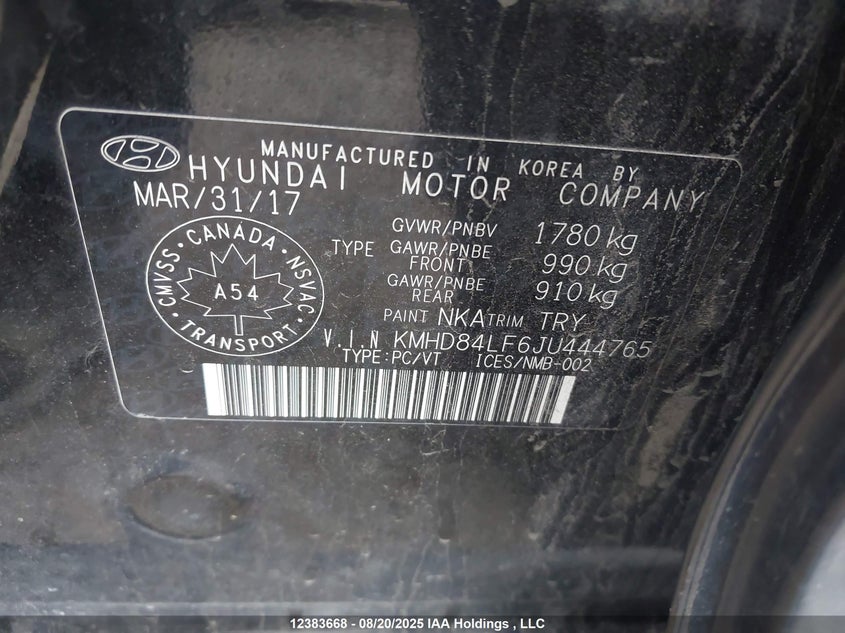 MANUFACTURED IN KOREA BY
HYUNDAI MOTOR COMPANY
MAR/31/17
GVWR/PNBV 1780 kg
TYPE GAWR/PNBE FRONT 990 kg
GAWR/PNBE REAR 910 kg
PAINT NKA TRIM TRY
V.I.N KMHD84LF6JU444765
TYPE:PC/VT ICES/NMB-002
CMVSS · CANADA · NSVAC · TRANSPORT ·
A54
12383668 - 08/20/2025 IAA Holdings , LLC